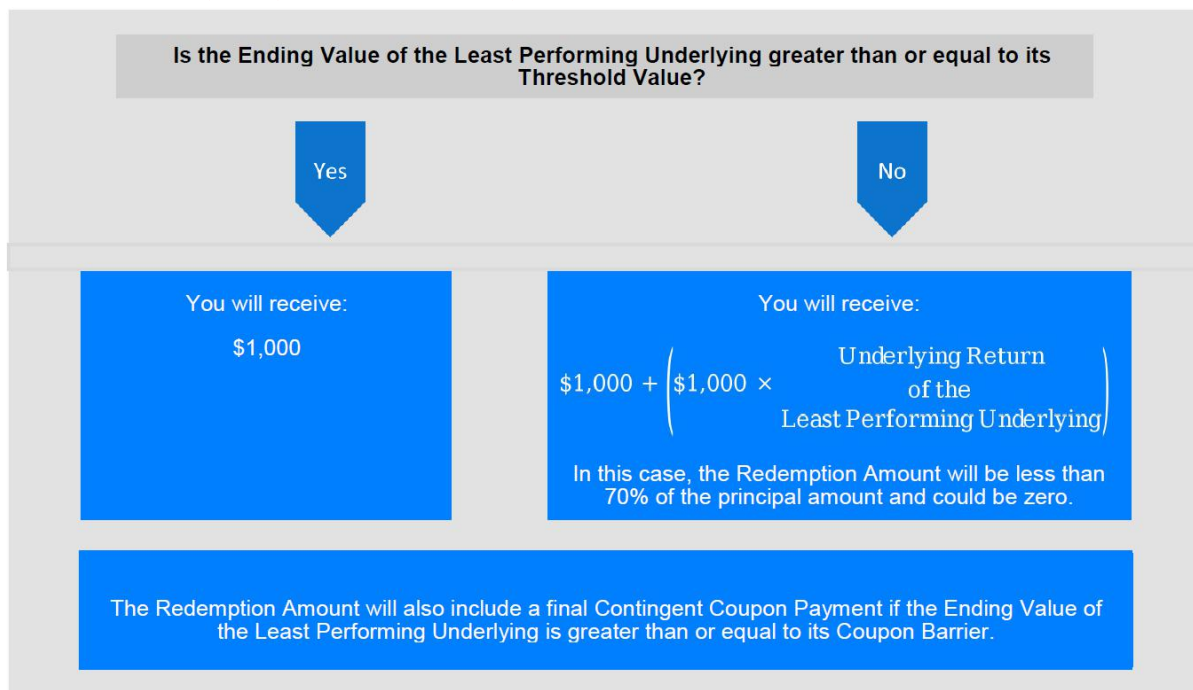 Is the Ending Value of the Least Performing Underlying greater than or equal to its
Threshold Value?
Yes
No
You will receive:
$1,000
You will receive:
$1,000 + ($1,000 × Underlying Return
of the
Least Performing Underlying)
In this case, the Redemption Amount will be less than
70% of the principal amount and could be zero.
The Redemption Amount will also include a final Contingent Coupon Payment if the Ending Value of
the Least Performing Underlying is greater than or equal to its Coupon Barrier.